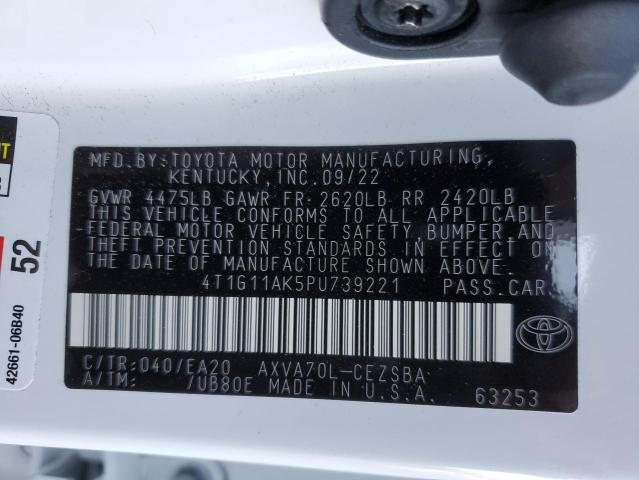 MFD. BY: TOYOTA MOTOR MANUFACTURING,
KENTUCKY, INC. 09/22
GVWR 4475LB GAWR FR 2620LB RR 2420LB
THIS VEHICLE CONFORMS TO ALL APPLICABLE
FEDERAL MOTOR VEHICLE SAFETY, BUMPER AND
THEFT PREVENTION STANDARDS IN EFFECT ON
THE DATE OF MANUFACTURE SHOWN ABOVE.
4T1G11AK5PU739221 PASS.CAR
C/TR: 040/EA20 AXVA70L-CEZSBA
A/TM: /UB80E MADE IN U.S.A. 63253
52
42661-06B40